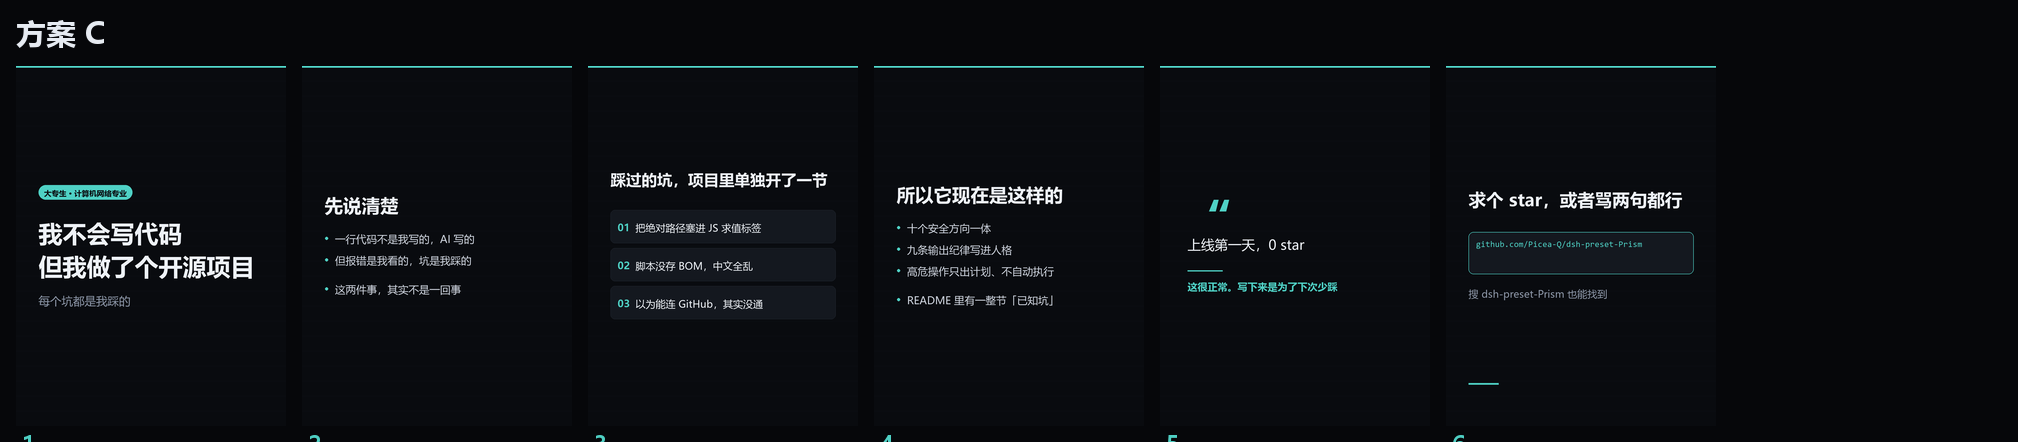 方案 C
大专生·计算机网络专业
我不会写代码
但我做了个开源项目
每个坑都是我踩的
先说清楚
• 一行代码不是我写的，AI 写的
• 但报错是我看的，坑是我踩的
• 这两件事，其实不是一回事
踩过的坑，项目里单独开了一节
01 把绝对路径塞进 JS 求值标签
02 脚本没存 BOM，中文全乱
03 以为能连 GitHub，其实没通
所以它现在是这样的
• 十个安全方向一体
• 九条输出纪律写进人格
• 高危操作只出计划、不自动执行
• README 里有一整节「已知坑」
“
上线第一天，0 star
这很正常。写下来是为了下次少踩
求个 star，或者骂两句都行
github.com/Picea-Q/dsh-preset-Prism
搜 dsh-preset-Prism 也能找到
1 2 3 4 5 6